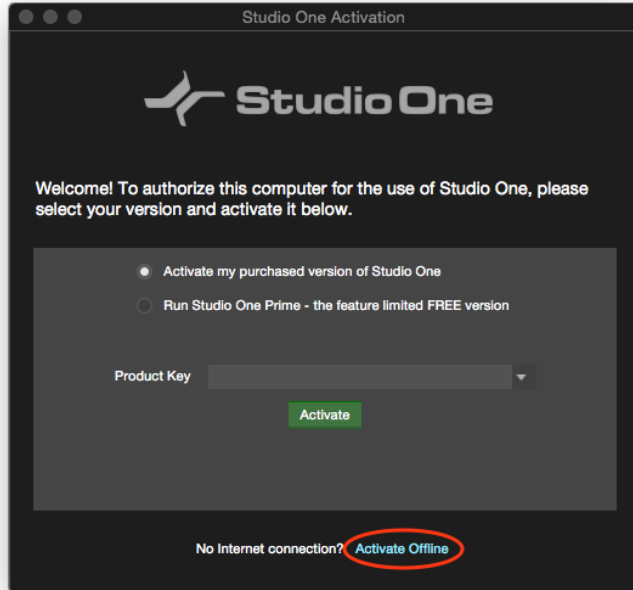 Studio One Activation
Studio One
Welcome! To authorize this computer for the use of Studio One, please
select your version and activate it below.
Activate my purchased version of Studio One
Run Studio One Prime - the feature limited FREE version
Product Key
Activate
No Internet connection? Activate Offline